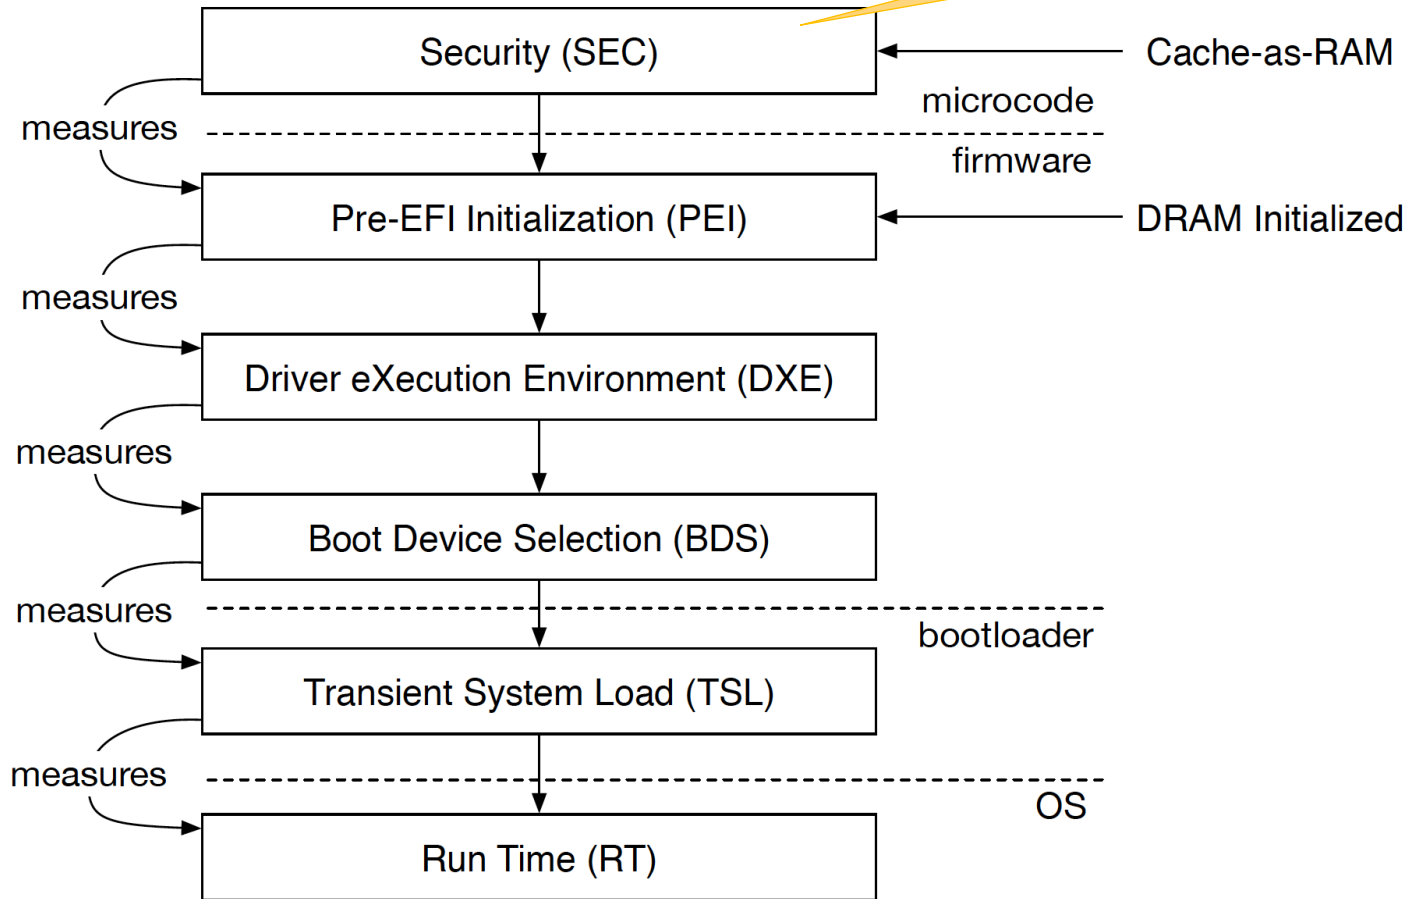 Security (SEC)
Cache-as-RAM
microcode
measures
firmware
Pre-EFI Initialization (PEI)
DRAM Initialized
measures
Driver eXecution Environment (DXE)
measures
Boot Device Selection (BDS)
measures
bootloader
Transient System Load (TSL)
measures
OS
Run Time (RT)